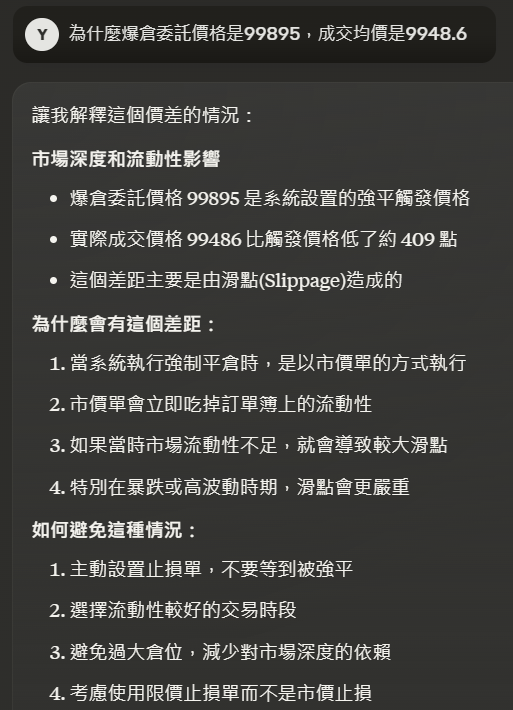 Y
為什麼爆倉委託價格是99895，成交均價是9948.6
讓我解釋這個價差的情況：
市場深度和流動性影響
• 爆倉委託價格 99895 是系統設置的強平觸發價格
• 實際成交價格 99486 比觸發價格低了約 409 點
• 這個差距主要是由滑點(Slippage)造成的
為什麼會有這個差距：
1. 當系統執行強制平倉時，是以市價單的方式執行
2. 市價單會立即吃掉訂單簿上的流動性
3. 如果當時市場流動性不足，就會導致較大滑點
4. 特別在暴跌或高波動時期，滑點會更嚴重
如何避免這種情況：
1. 主動設置止損單，不要等到被強平
2. 選擇流動性較好的交易時段
3. 避免過大倉位，減少對市場深度的依賴
4. 考慮使用限價止損單而不是市價止損